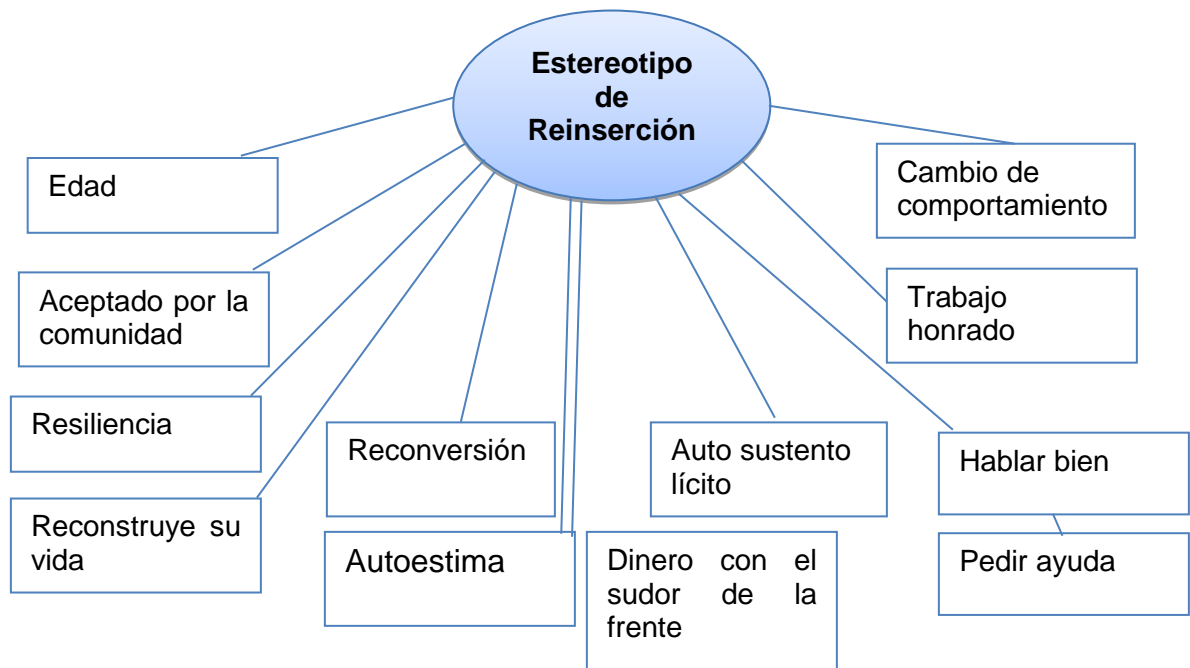 Estereotipo
de
Reinserción
Edad
Cambio de
comportamiento
Aceptado por la
comunidad
Trabajo
honrado
Resiliencia
Reconversión
Auto sustento
lícito
Hablar bien
Reconstruye su
vida
Autoestima
Dinero con el
sudor de la
frente
Pedir ayuda